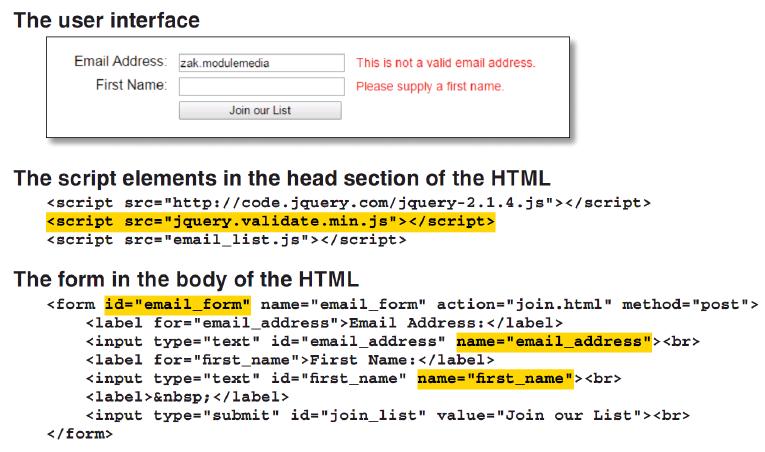 The user interface
Email Address: zak.modulemedia This is not a valid email address.
First Name: Please supply a first name.
Join our List
The script elements in the head section of the HTML
<script src="http://code.jquery.com/jquery-2.1.4.js"></script>
<script src="jquery.validate.min.js"></script>
<script src="email_list.js"></script>
The form in the body of the HTML
<form id="email_form" name="email_form" action="join.html" method="post">
<label for="email_address">Email Address:</label>
<input type="text" id="email_address" name="email_address"><br>
<label for="first_name">First Name:</label>
<input type="text" id="first_name" name="first_name"><br>
<label>&nbsp;</label>
<input type="submit" id="join_list" value="Join our List"><br>
</form>